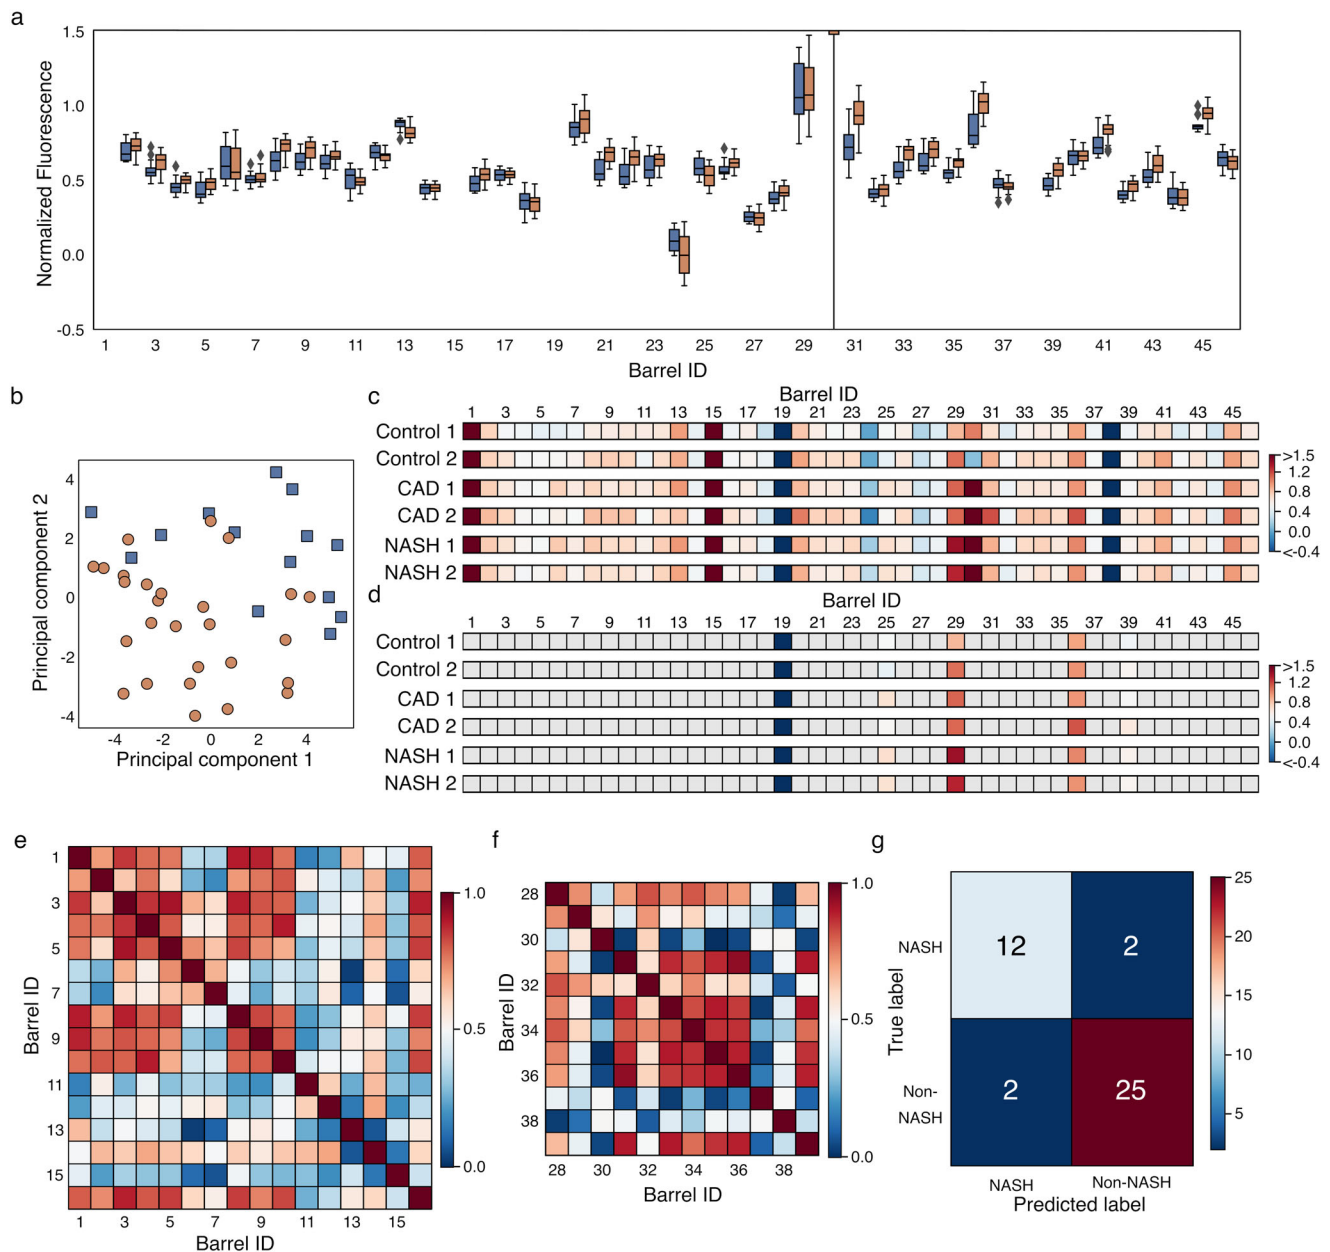 a
1.5
1.0
0.5
0.0
-0.5
Normalized Fluorescence
1 3 5 7 9 11 13 15 17 19 21 23 25 27 29 31 33 35 37 39 41 43 45
Barrel ID
b
4
2
0
-2
-4
Principal component 2
-4 -2 0 2 4
Principal component 1
c
Barrel ID
1 3 5 7 9 11 13 15 17 19 21 23 25 27 29 31 33 35 37 39 41 43 45
Control 1
Control 2
CAD 1
CAD 2
NASH 1
NASH 2
>1.5
1.2
0.8
0.4
0.0
<-0.4
d
Barrel ID
1 3 5 7 9 11 13 15 17 19 21 23 25 27 29 31 33 35 37 39 41 43 45
Control 1
Control 2
CAD 1
CAD 2
NASH 1
NASH 2
>1.5
1.2
0.8
0.4
0.0
<-0.4
e
1
3
5
7
9
11
13
15
Barrel ID
1 3 5 7 9 11 13 15
Barrel ID
1.0
0.5
0.0
f
28
30
32
34
36
38
Barrel ID
28 30 32 34 36 38
Barrel ID
1.0
0.5
0.0
g
True label
NASH
Non-
NASH
12 2
2 25
NASH Non-NASH
Predicted label
25
20
15
10
5